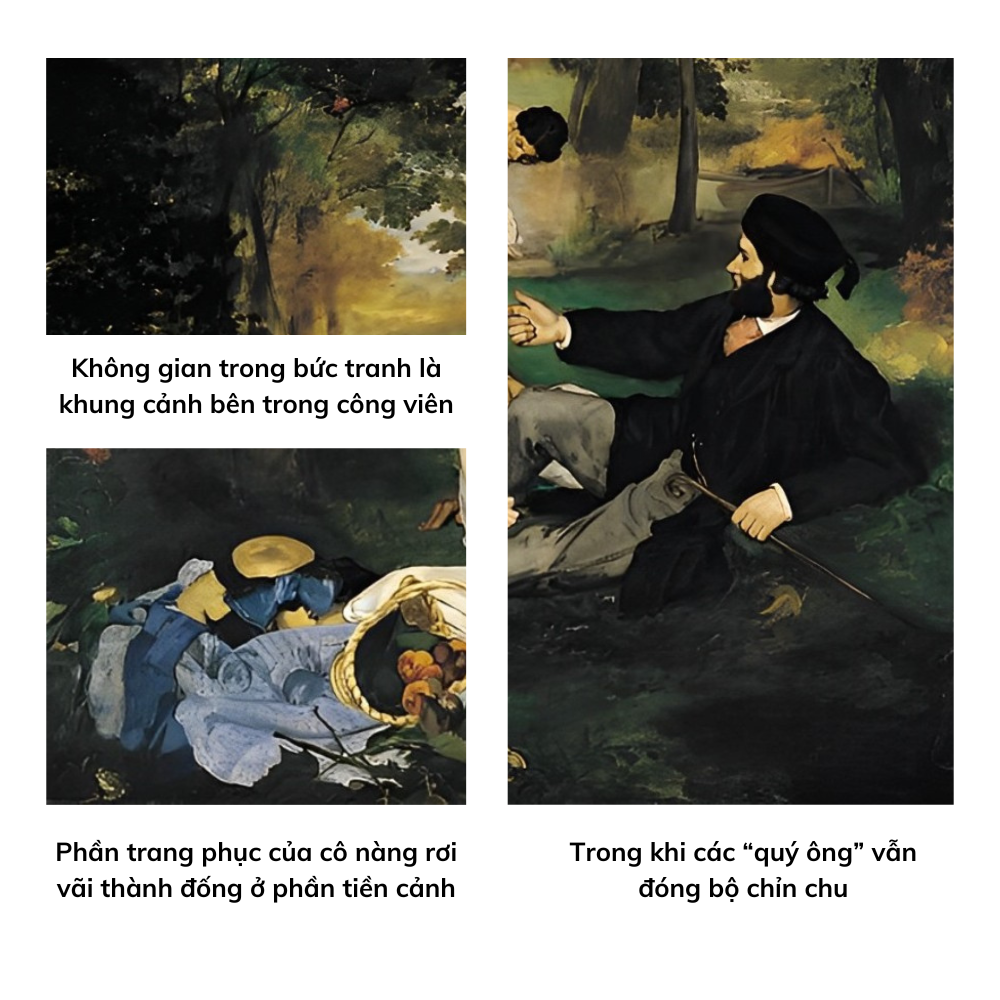 Không gian trong bức tranh là
khung cảnh bên trong công viên
Phần trang phục của cô nàng rơi
vãi thành đống ở phần tiền cảnh
Trong khi các “quý ông” vẫn
đóng bộ chỉn chu